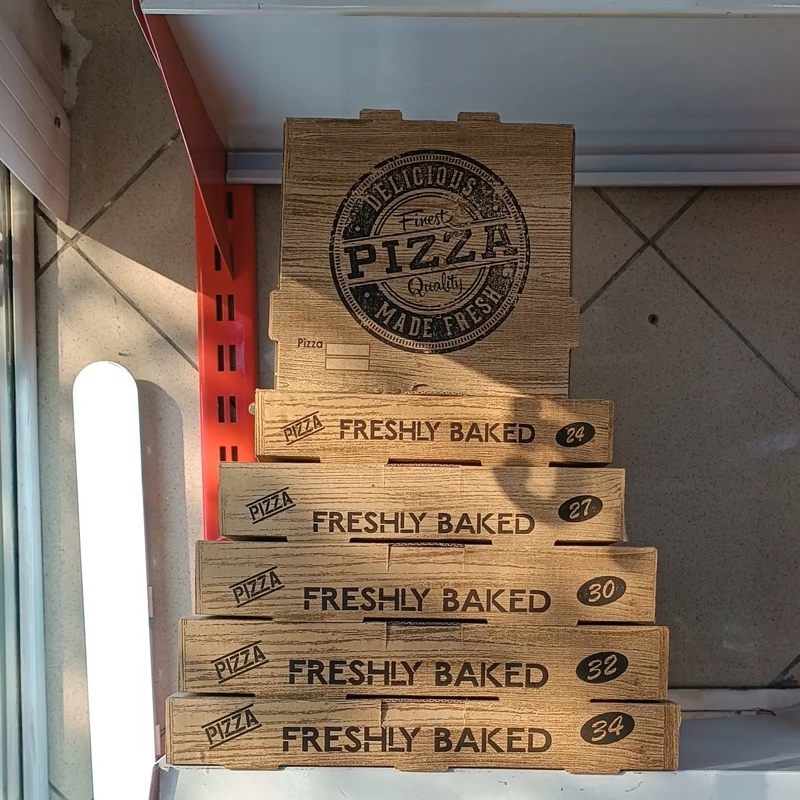 DELICIOUS
Finest
PIZZA
Quality
MADE FRESH
Pizza
PIZZA FRESHLY BAKED 24
PIZZA FRESHLY BAKED 27
PIZZA FRESHLY BAKED 30
PIZZA FRESHLY BAKED 32
PIZZA FRESHLY BAKED 34